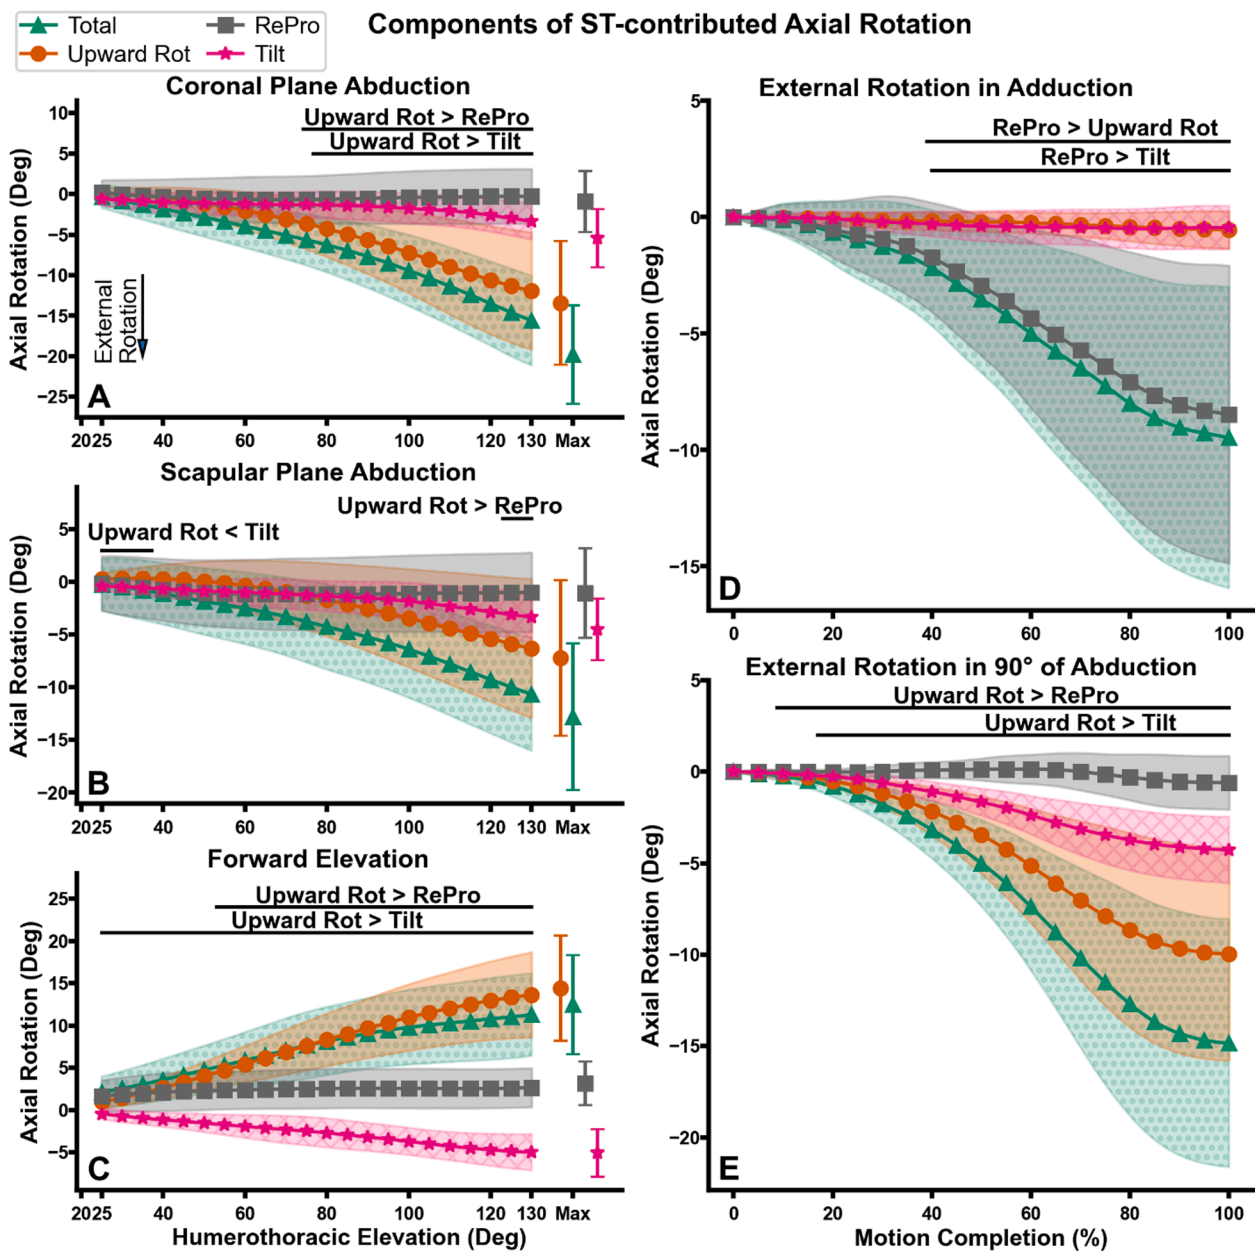 Components of ST-contributed Axial Rotation
Total
RePro
Upward Rot
Tilt
Coronal Plane Abduction
Upward Rot > RePro
Upward Rot > Tilt
Axial Rotation (Deg)
10
5
0
−5
−10
−15
−20
−25
External
Rotation
A
20 25 40 60 80 100 120 130 Max
Scapular Plane Abduction
Upward Rot > RePro
Upward Rot < Tilt
Axial Rotation (Deg)
5
0
−5
−10
−15
−20
B
20 25 40 60 80 100 120 130 Max
Forward Elevation
Upward Rot > RePro
Upward Rot > Tilt
Axial Rotation (Deg)
25
20
15
10
5
0
−5
C
20 25 40 60 80 100 120 130 Max
Humerothoracic Elevation (Deg)
External Rotation in Adduction
RePro > Upward Rot
RePro > Tilt
Axial Rotation (Deg)
5
0
−5
−10
−15
D
0 20 40 60 80 100
External Rotation in 90° of Abduction
Upward Rot > RePro
Upward Rot > Tilt
Axial Rotation (Deg)
5
0
−5
−10
−15
−20
E
0 20 40 60 80 100
Motion Completion (%)